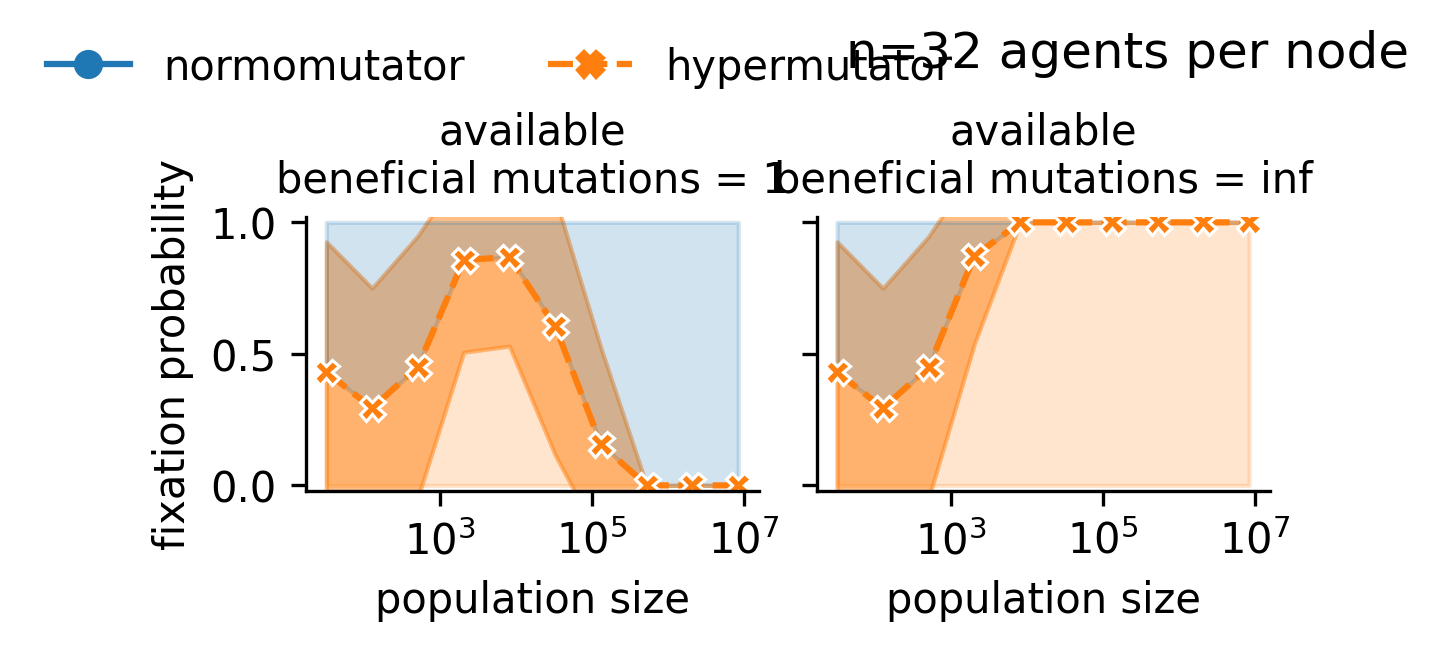 normomutator
hypermutator
n=32 agents per node
available
beneficial mutations = 1
available
beneficial mutations = inf
fixation probability
1.0
0.5
0.0
10³ 10⁵ 10⁷
10³ 10⁵ 10⁷
population size
population size